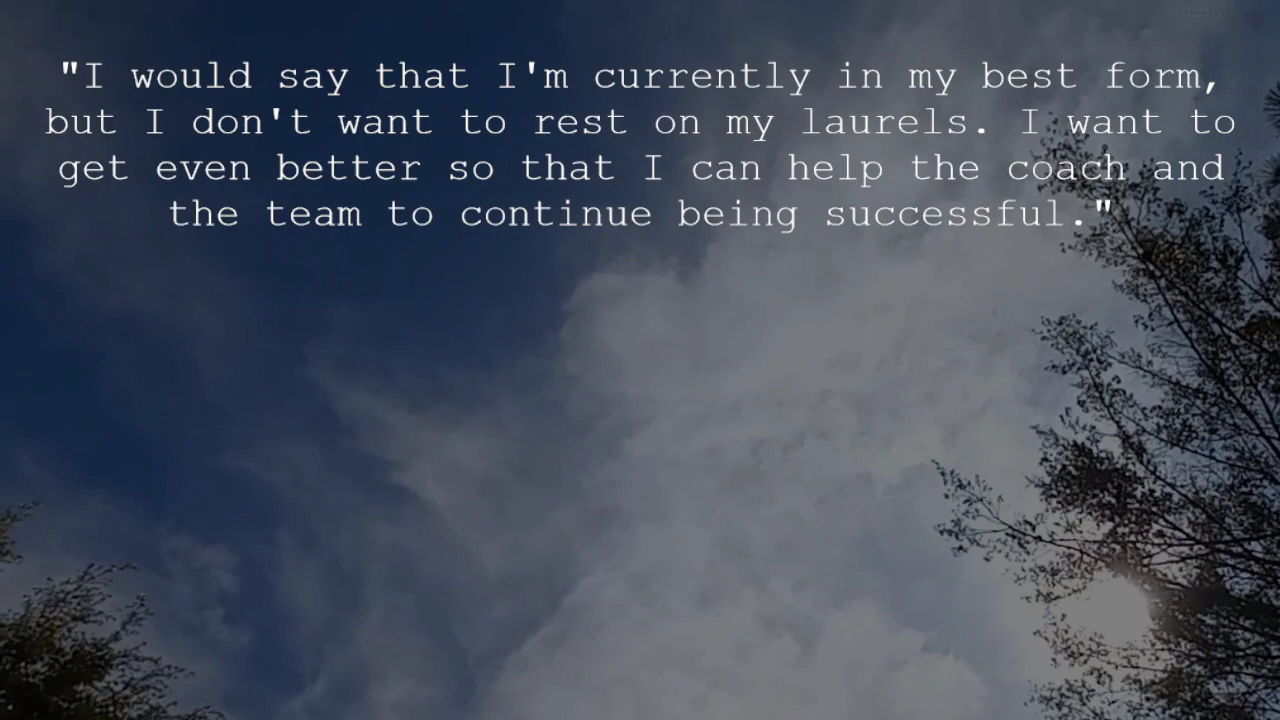 "I would say that I'm currently in my best form,
but I don't want to rest on my laurels. I want to
get even better so that I can help the coach and
the team to continue being successful."